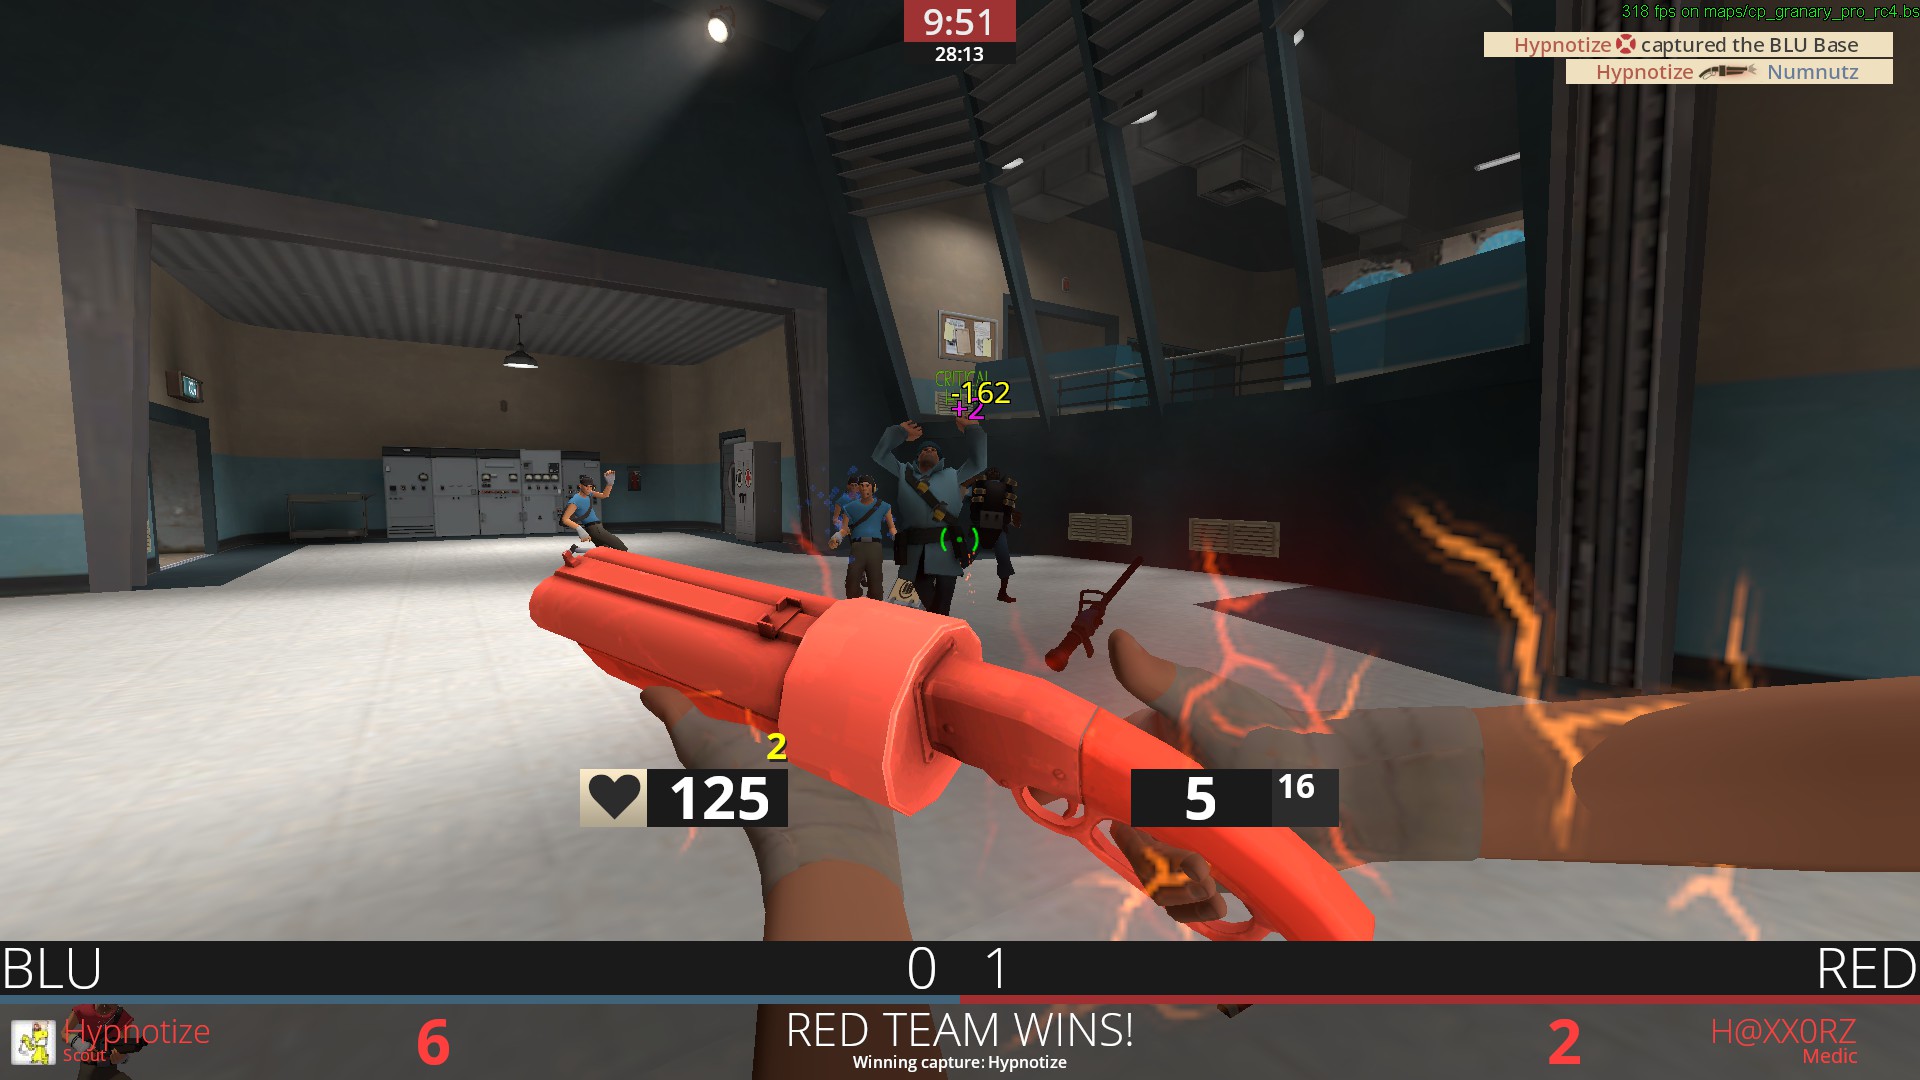 318 fps on maps/cp_granary_pro_rc4.bs
9:51
28:13
Hypnotize captured the BLU Base
Hypnotize Numnutz
CRITICAL
-162
+2
2
125
5 16
BLU 0 1 RED
Hypnotize 6 RED TEAM WINS! 2 H@XX0RZ
Scout Winning capture: Hypnotize Medic